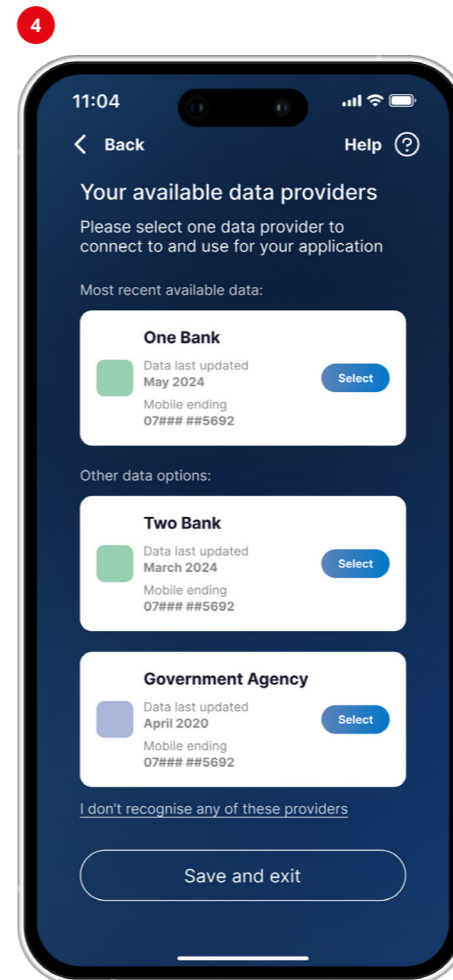 4
11:04
Back
Help ?
Your available data providers
Please select one data provider to
connect to and use for your application
Most recent available data:
One Bank
Data last updated
May 2024
Select
Mobile ending
07### ##5692
Other data options:
Two Bank
Data last updated
March 2024
Select
Mobile ending
07### ##5692
Government Agency
Data last updated
April 2020
Select
Mobile ending
07### ##5692
I don't recognise any of these providers
Save and exit